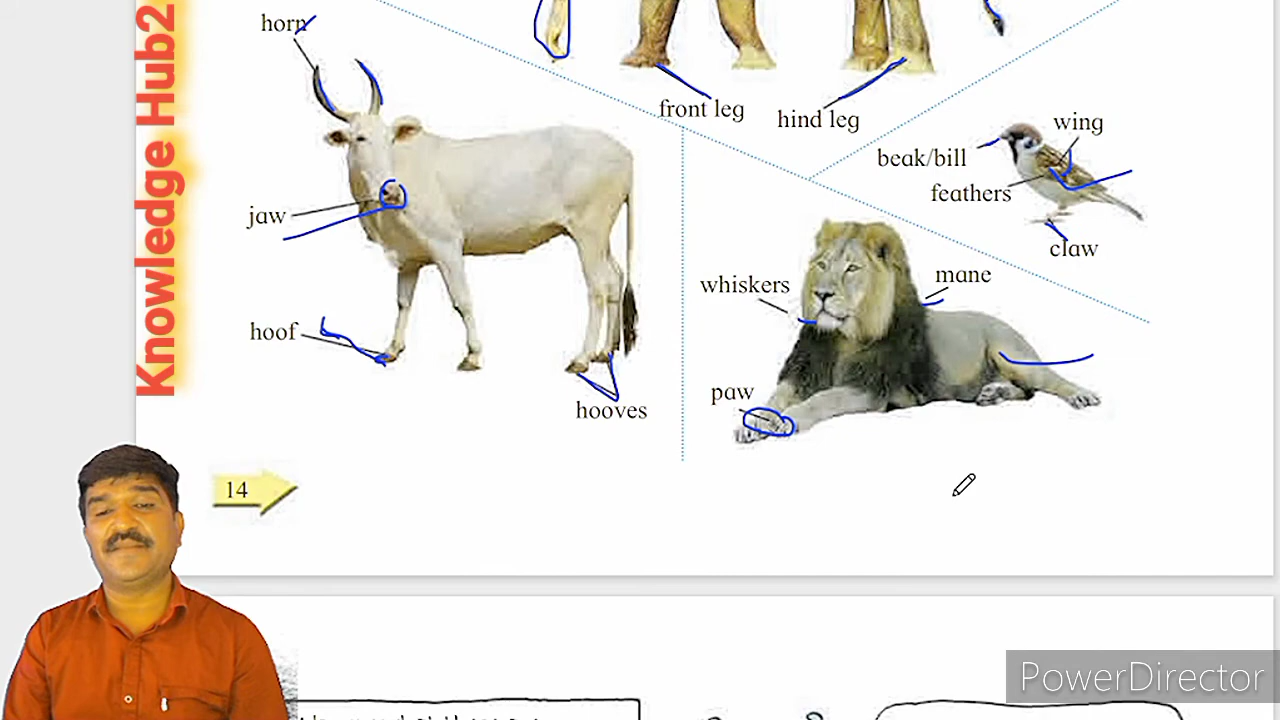 Knowledge Hub2
horn
front leg
hind leg
wing
beak/bill
feathers
claw
jaw
hoof
hooves
whiskers
mane
paw
14
PowerDirector